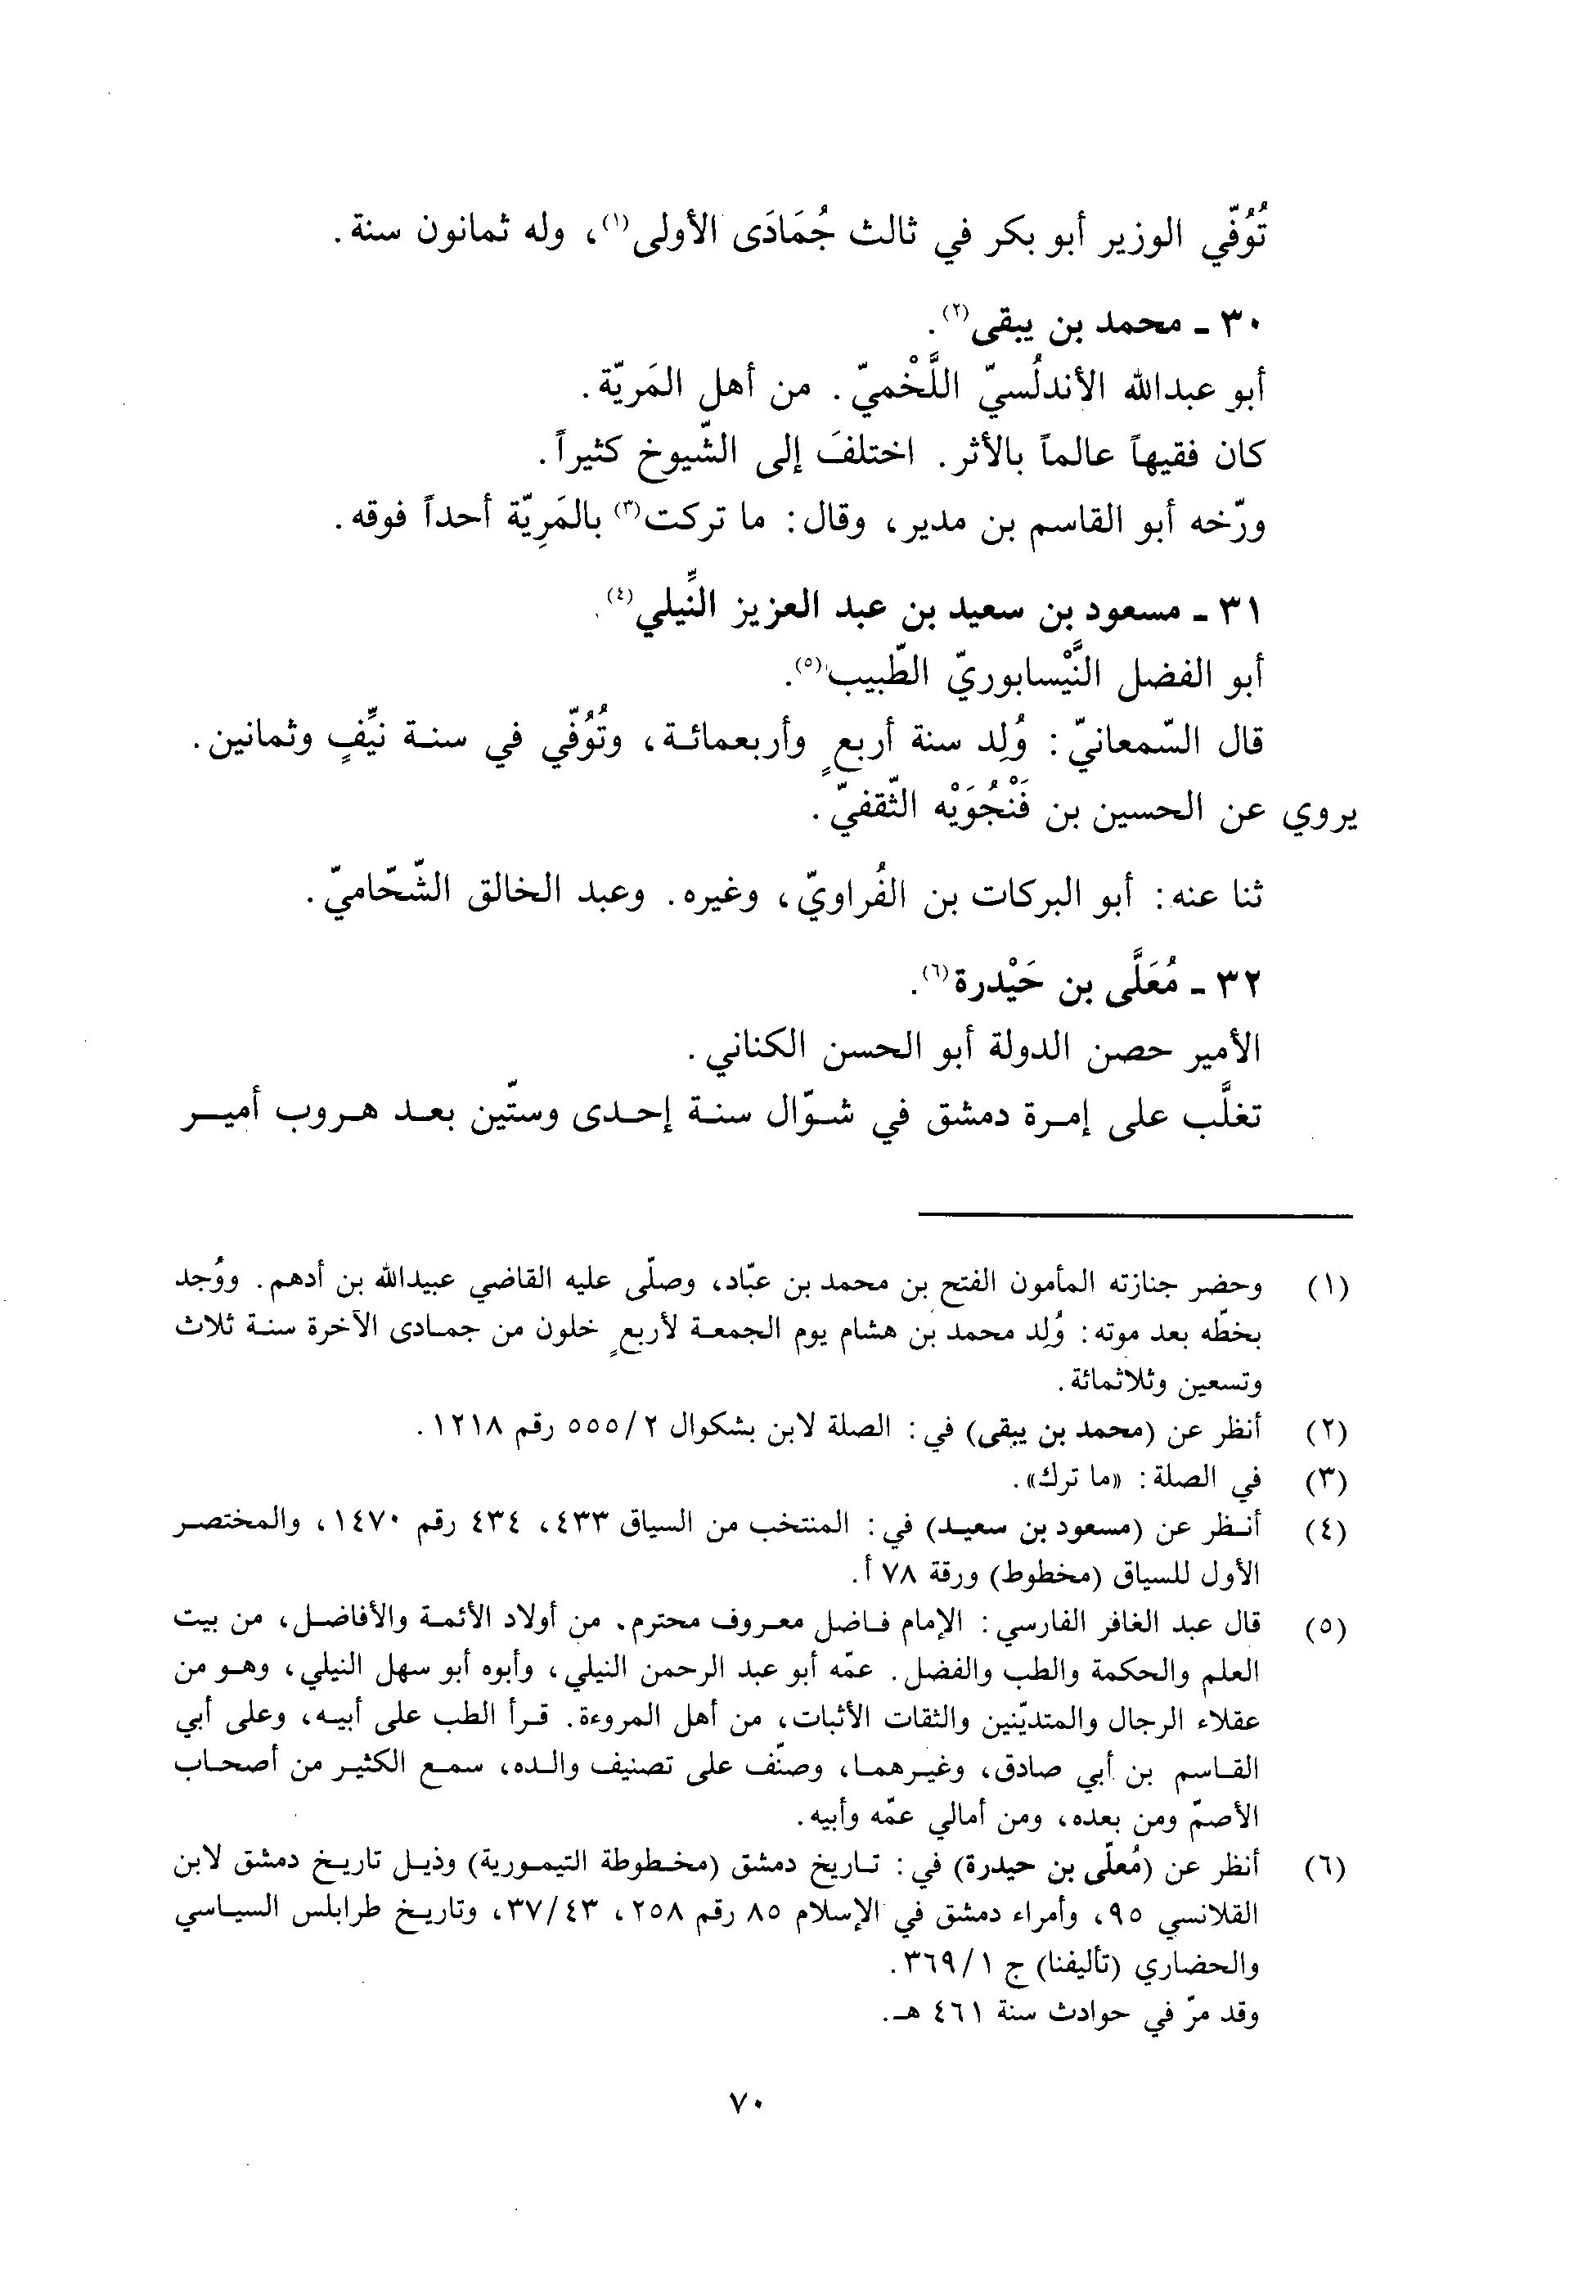 تُوُفّي الوزير أبو بكر في ثالث جُمَادَى الأولى(١)، وله ثمانون سنة.
٣٠ - محمد بن يبقى(٢).
أبو عبدالله الأندلُسيّ اللَّخْميّ. من أهل المَريّة.
كان فقيهاً عالماً بالأثر. اختلفَ إلى الشّيوخ كثيراً.
ورّخه أبو القاسم بن مدير، وقال: ما تركت(٣) بالمَرِيّة أحداً فوقه.
٣١ - مسعود بن سعيد بن عبد العزيز النِّيلي(٤).
أبو الفضل النَّيْسابوريّ الطّبيب(٥).
قال السّمعانيّ: وُلِد سنة أربعٍ وأربعمائة، وتُوُفّي في سنة نيِّفٍ وثمانين.
يروي عن الحسين بن فَنْجُوَيْه الثّقفيّ.
ثنا عنه: أبو البركات بن الفُراويّ، وغيره. وعبد الخالق الشّحّاميّ.
٣٢ - مُعَلَّى بن حَيْدرة(٦).
الأمير حصن الدولة أبو الحسن الكناني.
تغلَّب على إمرة دمشق في شوّال سنة إحدى وستّين بعد هروب أمير
(١) وحضر جنازته المأمون الفتح بن محمد بن عبّاد، وصلّى عليه القاضي عبيدالله بن أدهم. ووُجد
بخطّه بعد موته: وُلِد محمد بن هشام يوم الجمعة لأربعٍ خلون من جمادى الآخرة سنة ثلاث
وتسعين وثلاثمائة.
(٢) أنظر عن (محمد بن يبقى) في: الصلة لابن بشكوال ٥٥٥/٢ رقم ١٢١٨.
(٣) في الصلة: «ما ترك».
(٤) أنظر عن (مسعود بن سعيد) في: المنتخب من السياق ٤٣٣، ٤٣٤ رقم ١٤٧٠، والمختصر
الأول للسياق (مخطوط) ورقة ٧٨ أ.
(٥) قال عبد الغافر الفارسي: الإمام فاضل معروف محترم. من أولاد الأئمة والأفاضل، من بيت
العلم والحكمة والطب والفضل. عمّه أبو عبد الرحمن النيلي، وأبوه أبو سهل النيلي، وهو من
عقلاء الرجال والمتديّنين والثقات الأثبات، من أهل المروءة. قرأ الطب على أبيه، وعلى أبي
القاسم بن أبي صادق، وغيرهما، وصنّف على تصنيف والده، سمع الكثير من أصحاب
الأصمّ ومن بعده، ومن أمالي عمّه وأبيه.
(٦) أنظر عن (مُعلّى بن حيدرة) في: تاريخ دمشق (مخطوطة التيمورية) وذيل تاريخ دمشق لابن
القلانسي ٩٥، وأمراء دمشق في الإسلام ٨٥ رقم ٢٥٨، ٣٧/٤٣، وتاريخ طرابلس السياسي
والحضاري (تأليفنا) ج ٣٦٩/١.
وقد مرّ في حوادث سنة ٤٦١ هـ.
٧٠